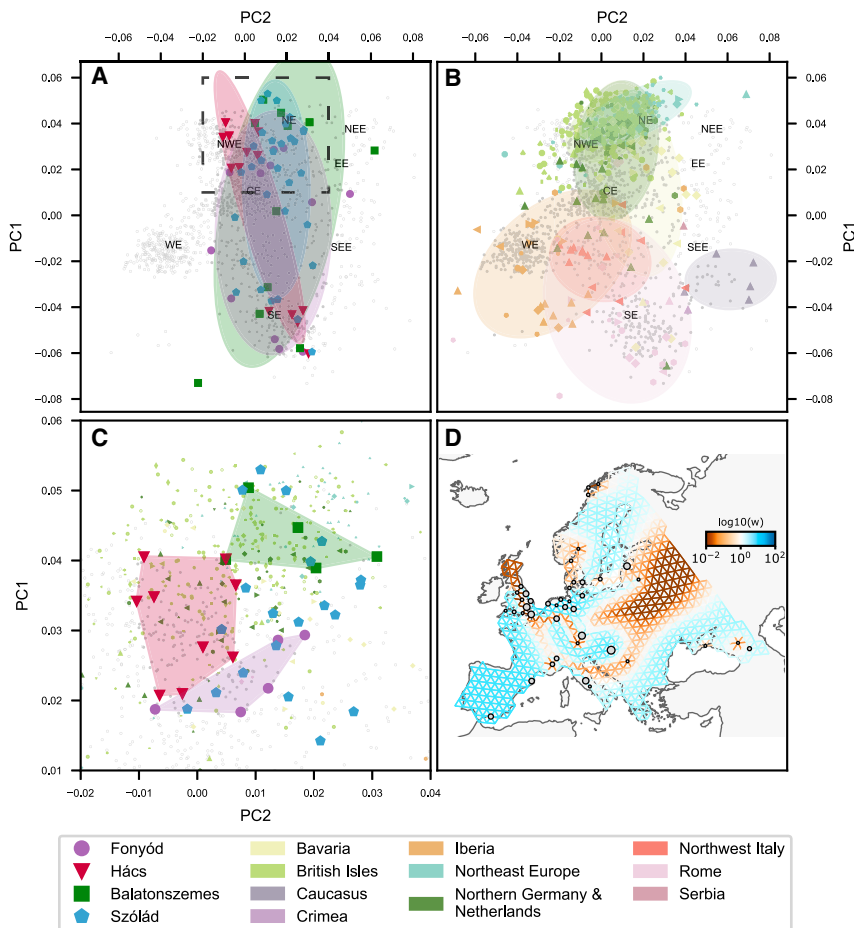 PC2
PC2
−0.06 −0.04 −0.02 0.00 0.02 0.04 0.06 0.08
−0.06 −0.04 −0.02 0.00 0.02 0.04 0.06 0.08
A
B
0.06
0.04
0.02
0.00
−0.02
−0.04
−0.06
−0.08
PC1
NE
NEE
NWE
EE
CE
WE
SEE
SE
NE
NEE
NWE
EE
CE
WE
SEE
SE
0.06
0.04
0.02
0.00
−0.02
−0.04
−0.06
−0.08
PC1
C
0.06
0.05
0.04
0.03
0.02
0.01
PC1
−0.02 −0.01 0.00 0.01 0.02 0.03 0.04
PC2
D
log10(w)
10−2 100 102
Fonyód
Hács
Balatonszemes
Szólád
Bavaria
British Isles
Caucasus
Crimea
Iberia
Northeast Europe
Northern Germany &
Netherlands
Northwest Italy
Rome
Serbia